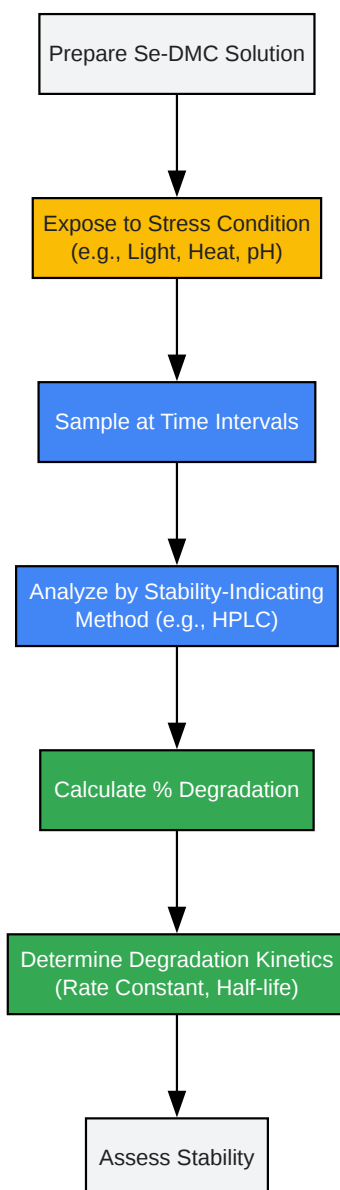 Prepare Se-DMC Solution
Expose to Stress Condition
(e.g., Light, Heat, pH)
Sample at Time Intervals
Analyze by Stability-Indicating
Method (e.g., HPLC)
Calculate % Degradation
Determine Degradation Kinetics
(Rate Constant, Half-life)
Assess Stability